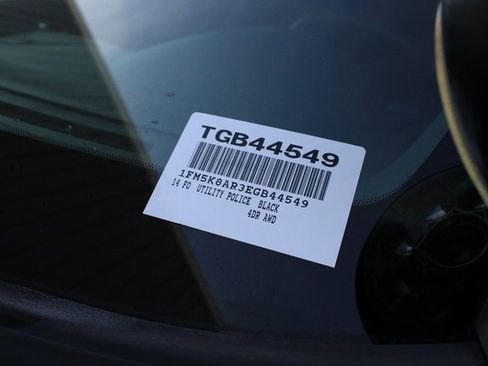 TGB44549
1FM5K8AR3EGB44549
14 FO UTILITY POLICE BLACK
4DR AWD